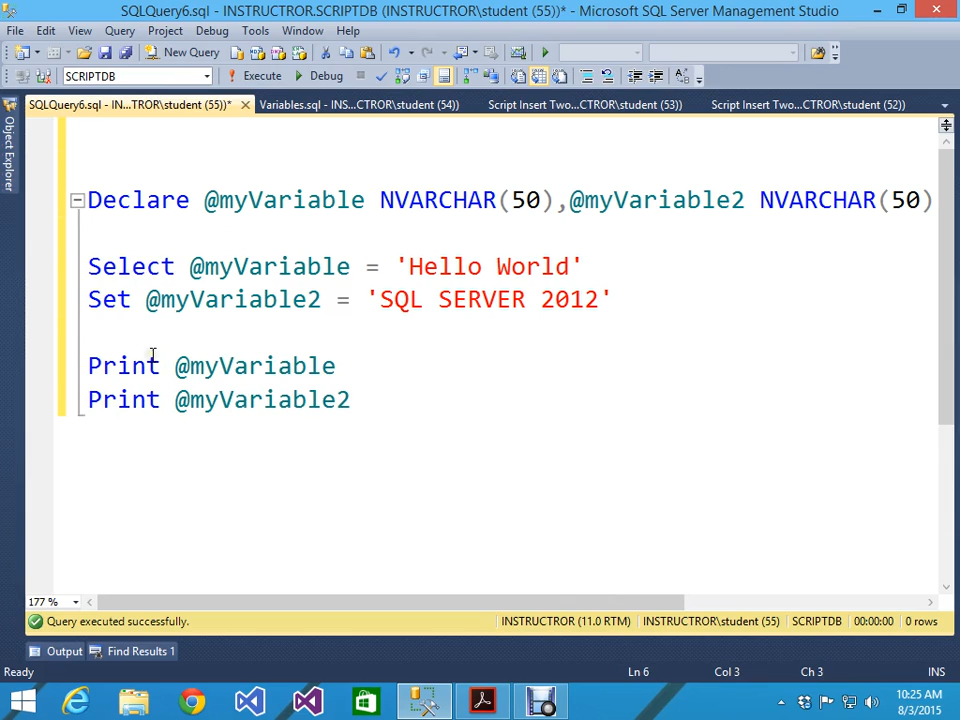 SQLQuery6.sql - INSTRUCTROR.SCRIPTDB (INSTRUCTROR\student (55))* - Microsoft SQL Server Management Studio
File Edit View Query Project Debug Tools Window Help
New Query
SCRIPTDB Execute Debug
SQLQuery6.sql - IN...TROR\student (55))* Variables.sql - INS...CTROR\student (54)) Script Insert Two...CTROR\student (53)) Script Insert Two...CTROR\student (52))
Object Explorer
Declare @myVariable NVARCHAR(50),@myVariable2 NVARCHAR(50)
Select @myVariable = 'Hello World'
Set @myVariable2 = 'SQL SERVER 2012'
Print @myVariable
Print @myVariable2
177 %
Query executed successfully. INSTRUCTROR (11.0 RTM) INSTRUCTROR\student (55) SCRIPTDB 00:00:00 0 rows
Output Find Results 1
Ready Ln 6 Col 3 Ch 3 INS
10:25 AM
8/3/2015